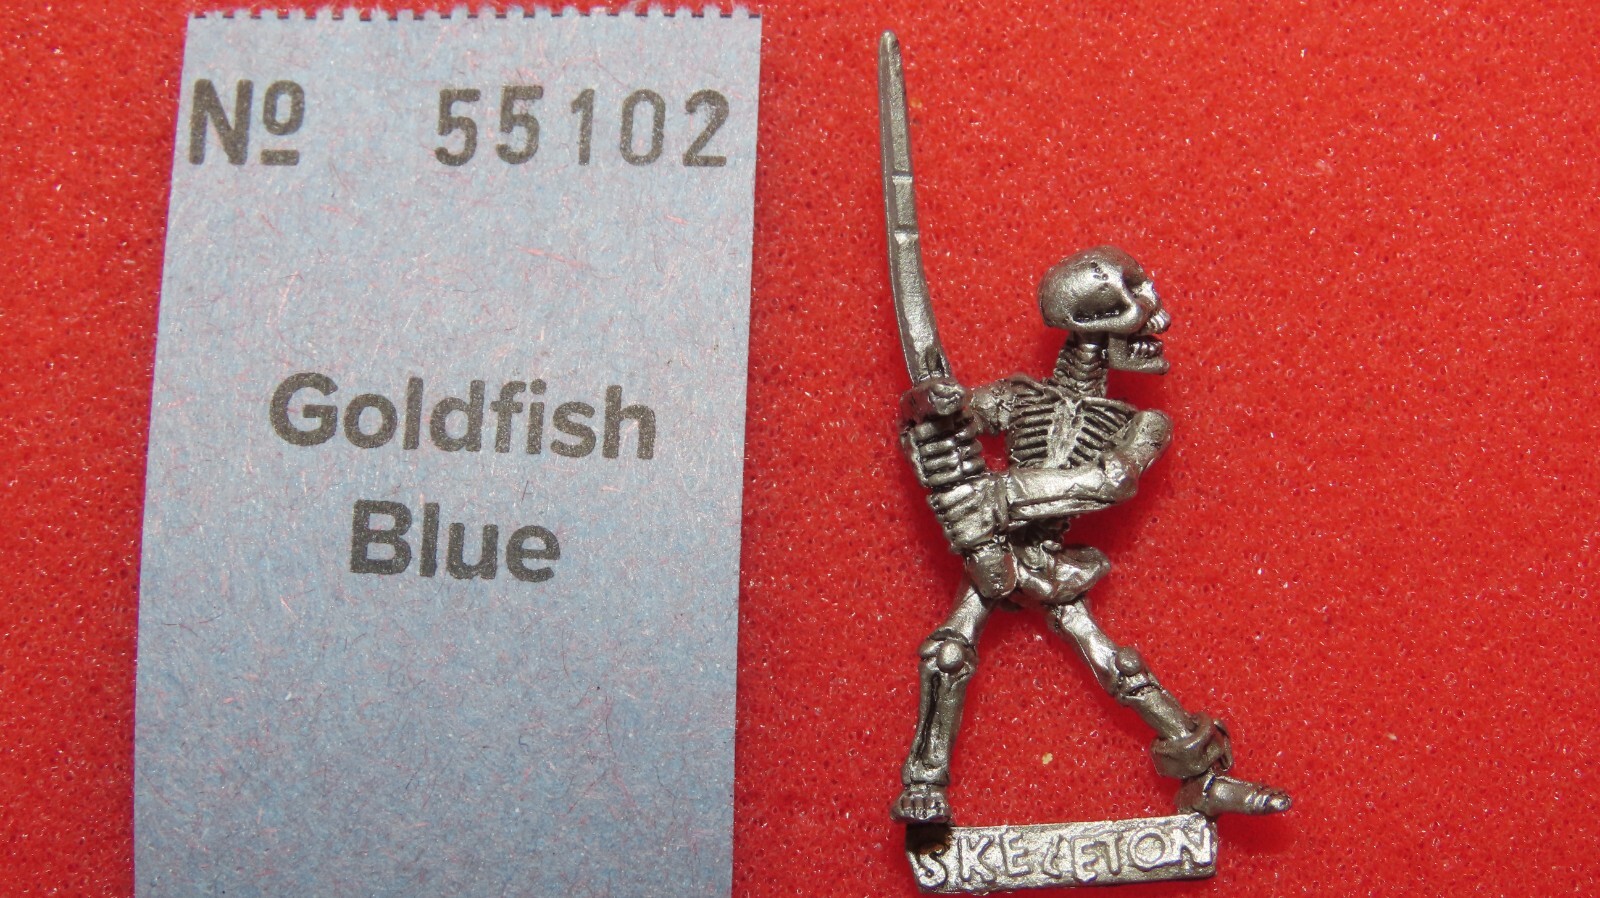 Nº 55102
Goldfish
Blue
SKELETON